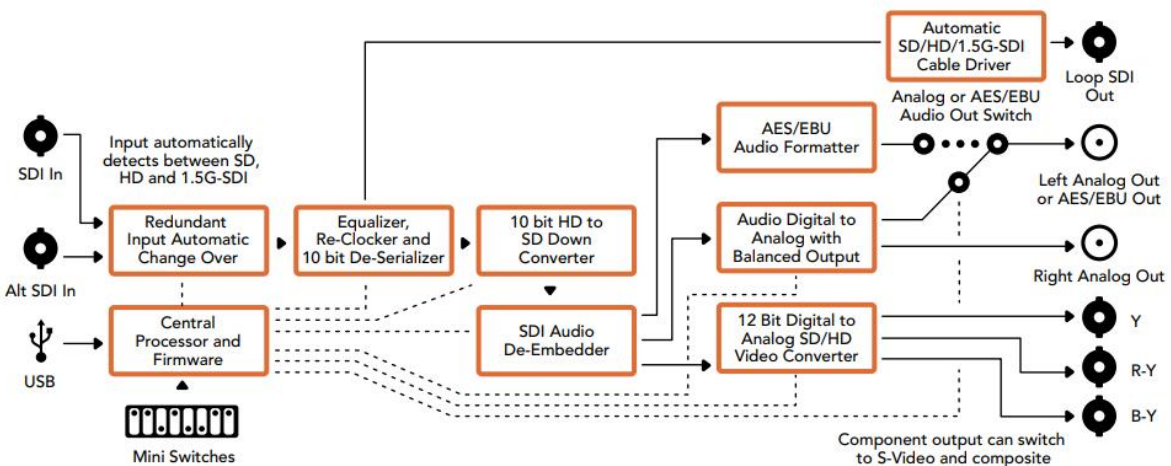 Automatic
SD/HD/1.5G-SDI
Cable Driver
Loop SDI
Out
Analog or AES/EBU
Audio Out Switch
AES/EBU
Audio Formatter
SDI In
Input automatically
detects between SD,
HD and 1.5G-SDI
Left Analog Out
or AES/EBU Out
Redundant
Input Automatic
Change Over
Equalizer,
Re-Clocker and
10 bit De-Serializer
10 bit HD to
SD Down
Converter
Audio Digital to
Analog with
Balanced Output
Alt SDI In
Right Analog Out
Central
Processor and
Firmware
SDI Audio
De-Embedder
12 Bit Digital to
Analog SD/HD
Video Converter
Y
USB
R-Y
B-Y
Mini Switches
Component output can switch
to S-Video and composite